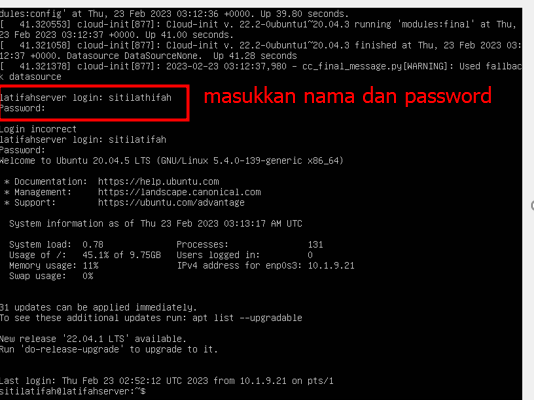 dules:config' at Thu, 23 Feb 2023 03:12:36 +0000. Up 39.80 seconds.
[   41.320553] cloud-init[877]: Cloud-init v. 22.2-0ubuntu1~20.04.3 running 'modules:final' at Thu,
23 Feb 2023 03:12:37 +0000. Up 41.00 seconds.
[   41.321058] cloud-init[877]: Cloud-init v. 22.2-0ubuntu1~20.04.3 finished at Thu, 23 Feb 2023 03:
12:37 +0000. Datasource DataSourceNone.  Up 41.28 seconds
[   41.321378] cloud-init[877]: 2023-02-23 03:12:37,980 - cc_final_message.py[WARNING]: Used fallbac
k datasource
latifahserver login: sitilathifah
Password:
masukkan nama dan password
Login incorrect
latifahserver login: sitilatifah
Password:
Welcome to Ubuntu 20.04.5 LTS (GNU/Linux 5.4.0-139-generic x86_64)
* Documentation:  https://help.ubuntu.com
* Management:     https://landscape.canonical.com
* Support:        https://ubuntu.com/advantage
System information as of Thu 23 Feb 2023 03:13:17 AM UTC
System load:  0.78              Processes:               131
Usage of /:   45.1% of 9.75GB   Users logged in:         0
Memory usage: 11%               IPv4 address for enp0s3: 10.1.9.21
Swap usage:   0%
31 updates can be applied immediately.
To see these additional updates run: apt list --upgradable
New release '22.04.1 LTS' available.
Run 'do-release-upgrade' to upgrade to it.
Last login: Thu Feb 23 02:52:12 UTC 2023 from 10.1.9.21 on pts/1
sitilatifah@latifahserver:~$